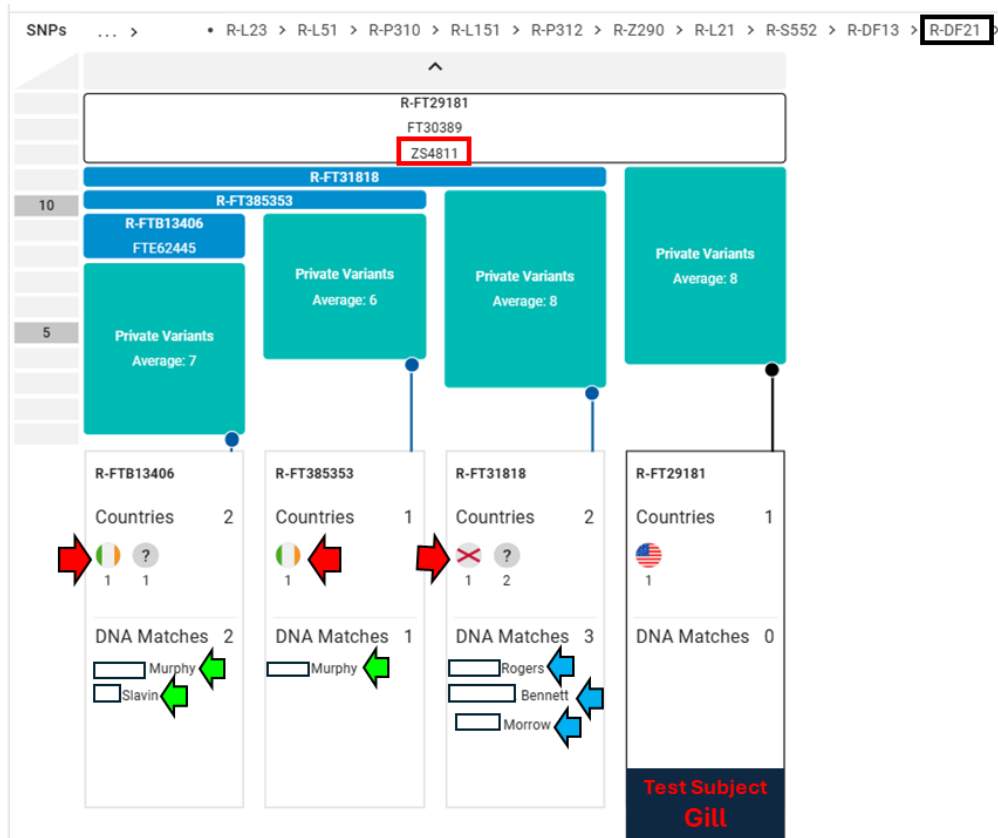 SNPs ... > • R-L23 > R-L51 > R-P310 > R-L151 > R-P312 > R-Z290 > R-L21 > R-S552 > R-DF13 > R-DF21 >
R-FT29181
FT30389
ZS4811
R-FT31818
10
R-FT385353
R-FTB13406
FTE62445
Private Variants
Average: 6
Private Variants
Average: 8
Private Variants
Average: 8
5
Private Variants
Average: 7
R-FTB13406
Countries 2
?
1 1
DNA Matches 2
Murphy
Slavin
R-FT385353
Countries 1
1
DNA Matches 1
Murphy
R-FT31818
Countries 2
?
1 2
DNA Matches 3
Rogers
Bennett
Morrow
R-FT29181
Countries 1
1
DNA Matches 0
Test Subject
Gill